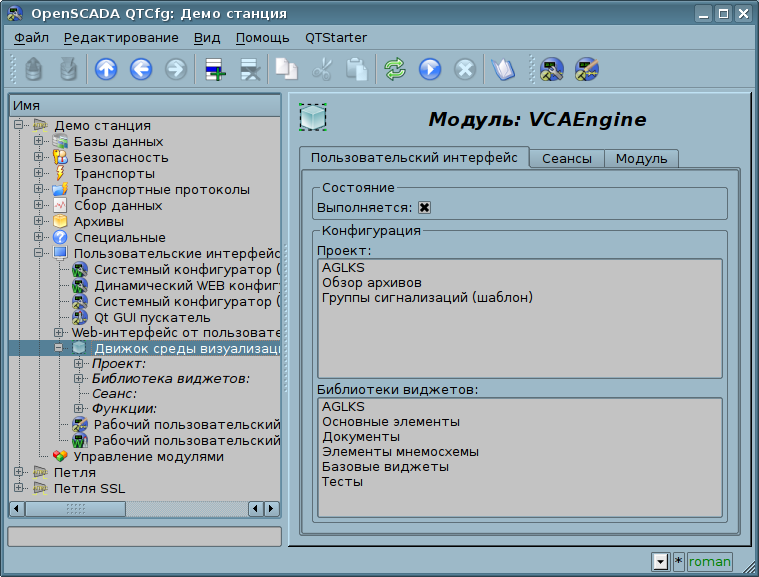 OpenSCADA QTCfg: Демо станция
Файл Редактирование Вид Помощь QTStarter
Имя
Демо станция
Базы данных
Безопасность
Транспорты
Транспортные протоколы
Сбор данных
Архивы
Специальные
Пользовательские интерфейс
Системный конфигуратор (
Динамический WEB конфиг
Системный конфигуратор (
Qt GUI пускатель
Web-интерфейс от пользовате
Движок среды визуализац
Проект:
Библиотека виджетов:
Сеанс:
Функции:
Рабочий пользовательский
Рабочий пользовательский
Управление модулями
Петля
Петля SSL
Модуль: VCAEngine
Пользовательский интерфейс Сеансы Модуль
Состояние
Выполняется:
Конфигурация
Проект:
AGLKS
Обзор архивов
Группы сигнализаций (шаблон)
Библиотеки виджетов:
AGLKS
Основные элементы
Документы
Элементы мнемосхемы
Базовые виджеты
Тесты
* roman